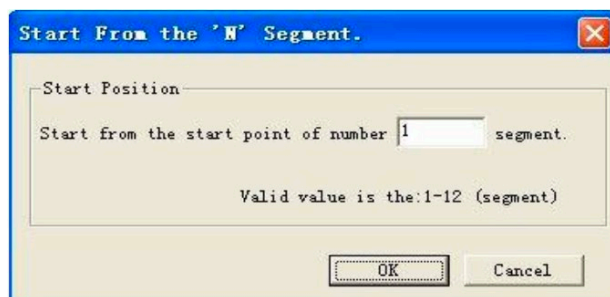 Start From the 'N' Segment.
Start Position
Start from the start point of number 1 segment.
Valid value is the:1-12 (segment)
OK Cancel